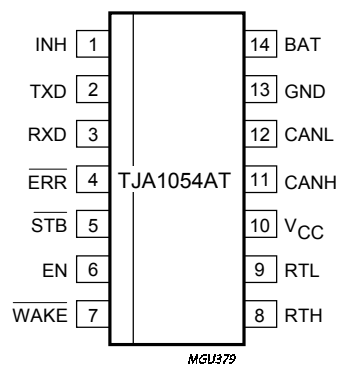 INH 1 14 BAT
TXD 2 13 GND
RXD 3 12 CANL
ERR 4 TJA1054AT 11 CANH
STB 5 10 VCC
EN 6 9 RTL
WAKE 7 8 RTH
MGU379